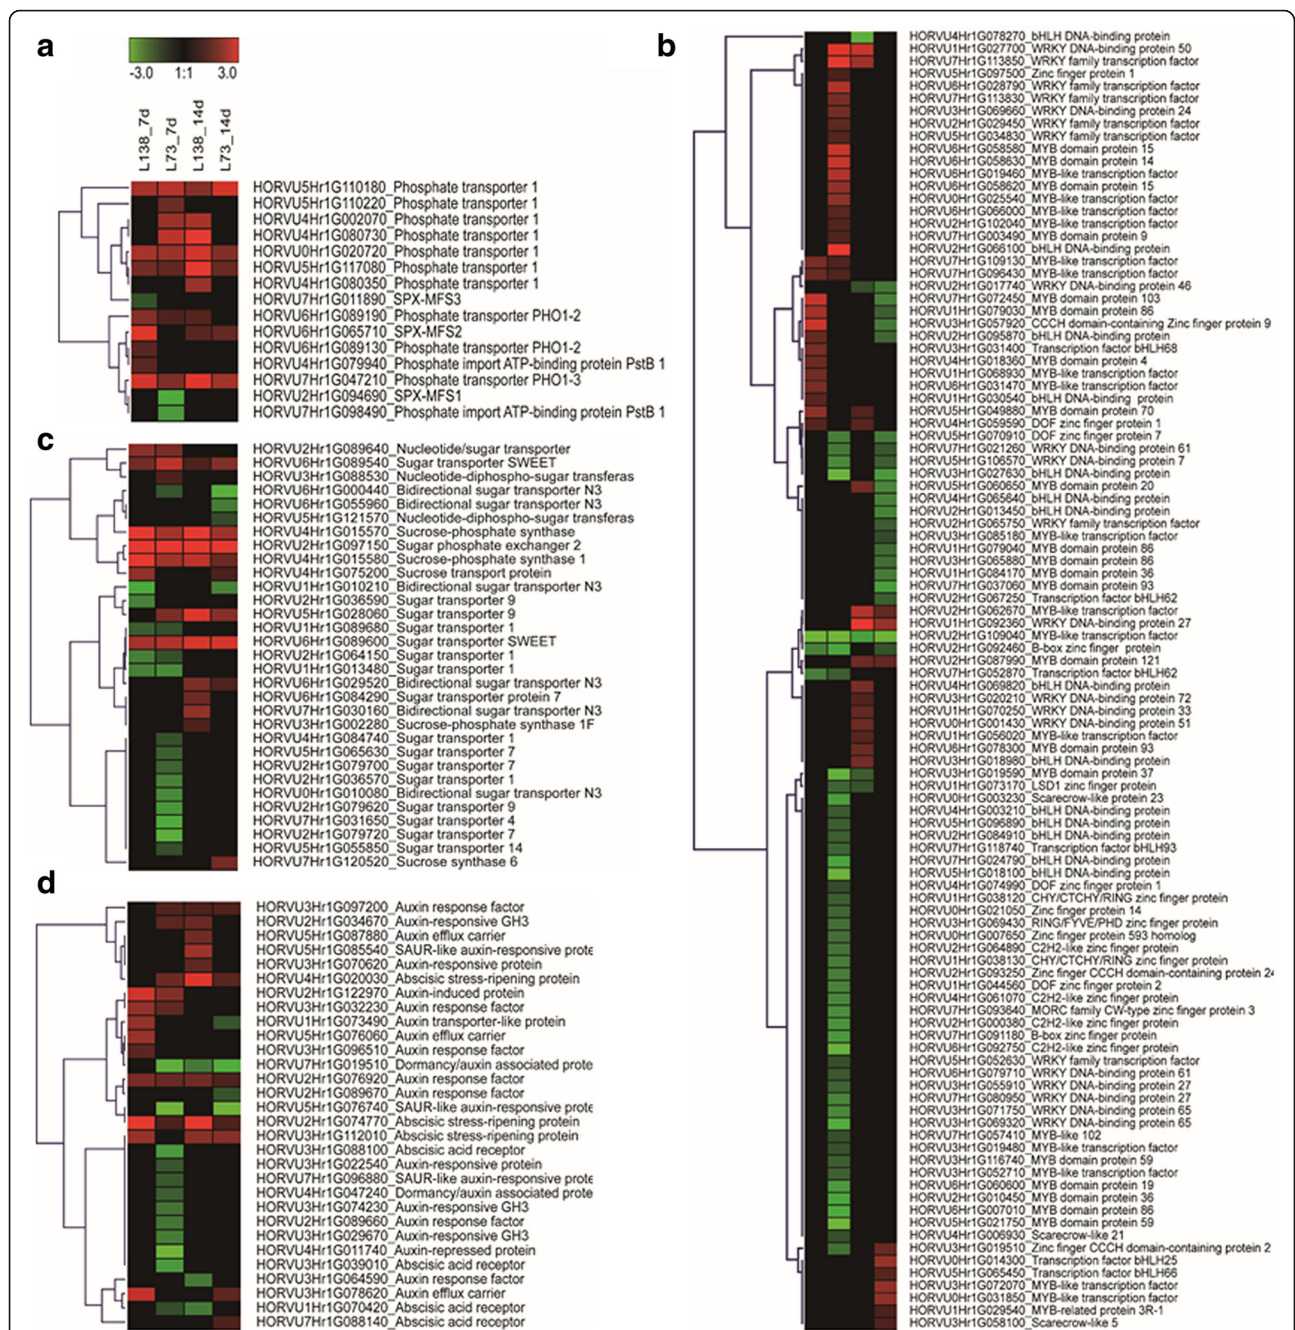 a
-3.0 1:1 3.0
L138_7d
L73_7d
L138_14d
L73_14d
HORVU5Hr1G110180_Phosphate transporter 1
HORVU5Hr1G110220_Phosphate transporter 1
HORVU4Hr1G002070_Phosphate transporter 1
HORVU4Hr1G080730_Phosphate transporter 1
HORVU0Hr1G020720_Phosphate transporter 1
HORVU5Hr1G117080_Phosphate transporter 1
HORVU4Hr1G080350_Phosphate transporter 1
HORVU7Hr1G011890_SPX-MFS3
HORVU6Hr1G089190_Phosphate transporter PHO1-2
HORVU6Hr1G065710_SPX-MFS2
HORVU6Hr1G089130_Phosphate transporter PHO1-2
HORVU4Hr1G079940_Phosphate import ATP-binding protein PstB 1
HORVU7Hr1G047210_Phosphate transporter PHO1-3
HORVU2Hr1G094690_SPX-MFS1
HORVU7Hr1G098490_Phosphate import ATP-binding protein PstB 1
c
HORVU2Hr1G089640_Nucleotide/sugar transporter
HORVU6Hr1G089540_Sugar transporter SWEET
HORVU3Hr1G088530_Nucleotide-diphospho-sugar transferas
HORVU6Hr1G000440_Bidirectional sugar transporter N3
HORVU6Hr1G055960_Bidirectional sugar transporter N3
HORVU5Hr1G121570_Nucleotide-diphospho-sugar transferas
HORVU4Hr1G015570_Sucrose-phosphate synthase
HORVU2Hr1G097150_Sugar phosphate exchanger 2
HORVU4Hr1G015580_Sucrose-phosphate synthase 1
HORVU4Hr1G075200_Sucrose transport protein
HORVU1Hr1G010210_Bidirectional sugar transporter N3
HORVU2Hr1G036590_Sugar transporter 9
HORVU5Hr1G028060_Sugar transporter 9
HORVU1Hr1G089680_Sugar transporter 1
HORVU6Hr1G089600_Sugar transporter SWEET
HORVU2Hr1G064150_Sugar transporter 1
HORVU1Hr1G013480_Sugar transporter 1
HORVU6Hr1G029520_Bidirectional sugar transporter N3
HORVU6Hr1G084290_Sugar transporter protein 7
HORVU7Hr1G030160_Bidirectional sugar transporter N3
HORVU3Hr1G002280_Sucrose-phosphate synthase 1F
HORVU4Hr1G084740_Sugar transporter 1
HORVU5Hr1G065630_Sugar transporter 7
HORVU2Hr1G079700_Sugar transporter 7
HORVU2Hr1G036570_Sugar transporter 1
HORVU0Hr1G010080_Bidirectional sugar transporter N3
HORVU2Hr1G079620_Sugar transporter 9
HORVU7Hr1G031650_Sugar transporter 4
HORVU2Hr1G079720_Sugar transporter 7
HORVU5Hr1G055850_Sugar transporter 14
HORVU7Hr1G120520_Sucrose synthase 6
d
HORVU3Hr1G097200_Auxin response factor
HORVU2Hr1G034670_Auxin-responsive GH3
HORVU5Hr1G087880_Auxin efflux carrier
HORVU5Hr1G085540_SAUR-like auxin-responsive prote
HORVU3Hr1G070620_Auxin-responsive protein
HORVU4Hr1G020030_Abscisic stress-ripening protein
HORVU2Hr1G122970_Auxin-induced protein
HORVU3Hr1G032230_Auxin response factor
HORVU1Hr1G073490_Auxin transporter-like protein
HORVU5Hr1G076060_Auxin efflux carrier
HORVU3Hr1G096510_Auxin response factor
HORVU7Hr1G019510_Dormancy/auxin associated prote
HORVU2Hr1G076920_Auxin response factor
HORVU2Hr1G089670_Auxin response factor
HORVU5Hr1G076740_SAUR-like auxin-responsive prote
HORVU2Hr1G074770_Abscisic stress-ripening protein
HORVU3Hr1G112010_Abscisic stress-ripening protein
HORVU3Hr1G088100_Abscisic acid receptor
HORVU3Hr1G022540_Auxin-responsive protein
HORVU7Hr1G096880_SAUR-like auxin-responsive prote
HORVU4Hr1G047240_Dormancy/auxin associated prote
HORVU3Hr1G074230_Auxin-responsive GH3
HORVU2Hr1G089660_Auxin response factor
HORVU3Hr1G029670_Auxin-responsive GH3
HORVU4Hr1G011740_Auxin-repressed protein
HORVU3Hr1G039010_Abscisic acid receptor
HORVU3Hr1G064590_Auxin response factor
HORVU3Hr1G078620_Auxin efflux carrier
HORVU1Hr1G070420_Abscisic acid receptor
HORVU7Hr1G088140_Abscisic acid receptor
b
HORVU4Hr1G078270_bHLH DNA-binding protein
HORVU1Hr1G027700_WRKY DNA-binding protein 50
HORVU7Hr1G113850_WRKY family transcription factor
HORVU5Hr1G097500_Zinc finger protein 1
HORVU6Hr1G028790_WRKY family transcription factor
HORVU7Hr1G113830_WRKY family transcription factor
HORVU3Hr1G069660_WRKY DNA-binding protein 24
HORVU2Hr1G029450_WRKY family transcription factor
HORVU5Hr1G034830_WRKY family transcription factor
HORVU6Hr1G058580_MYB domain protein 15
HORVU6Hr1G058630_MYB domain protein 14
HORVU6Hr1G019460_MYB-like transcription factor
HORVU6Hr1G058620_MYB domain protein 15
HORVU0Hr1G025540_MYB-like transcription factor
HORVU6Hr1G066000_MYB-like transcription factor
HORVU2Hr1G102040_MYB-like transcription factor
HORVU7Hr1G003490_MYB domain protein 9
HORVU2Hr1G066100_bHLH DNA-binding protein
HORVU7Hr1G109130_MYB-like transcription factor
HORVU7Hr1G096430_MYB-like transcription factor
HORVU2Hr1G017740_WRKY DNA-binding protein 46
HORVU7Hr1G072450_MYB domain protein 103
HORVU1Hr1G079030_MYB domain protein 86
HORVU3Hr1G057920_CCCH domain-containing Zinc finger protein 9
HORVU2Hr1G095870_bHLH DNA-binding protein
HORVU3Hr1G031400_Transcription factor bHLH68
HORVU4Hr1G018360_MYB domain protein 4
HORVU1Hr1G068930_MYB-like transcription factor
HORVU6Hr1G031470_MYB-like transcription factor
HORVU1Hr1G030540_bHLH DNA-binding protein
HORVU5Hr1G049880_MYB domain protein 70
HORVU4Hr1G059590_DOF zinc finger protein 1
HORVU5Hr1G070910_DOF zinc finger protein 7
HORVU7Hr1G021260_WRKY DNA-binding protein 61
HORVU5Hr1G106570_WRKY DNA-binding protein 7
HORVU3Hr1G027630_bHLH DNA-binding protein
HORVU5Hr1G060650_MYB domain protein 20
HORVU4Hr1G065640_bHLH DNA-binding protein
HORVU2Hr1G013450_bHLH DNA-binding protein
HORVU2Hr1G065750_WRKY family transcription factor
HORVU3Hr1G085180_MYB-like transcription factor
HORVU1Hr1G079040_MYB domain protein 86
HORVU3Hr1G065880_MYB domain protein 86
HORVU1Hr1G084170_MYB domain protein 36
HORVU7Hr1G037060_MYB domain protein 93
HORVU2Hr1G067250_Transcription factor bHLH62
HORVU2Hr1G062670_MYB-like transcription factor
HORVU1Hr1G092360_WRKY DNA-binding protein 27
HORVU2Hr1G109040_MYB-like transcription factor
HORVU2Hr1G092460_B-box zinc finger protein
HORVU2Hr1G087990_MYB domain protein 121
HORVU7Hr1G052870_Transcription factor bHLH62
HORVU4Hr1G069820_bHLH DNA-binding protein
HORVU3Hr1G020210_WRKY DNA-binding protein 72
HORVU1Hr1G070250_WRKY DNA-binding protein 33
HORVU0Hr1G001430_WRKY DNA-binding protein 51
HORVU1Hr1G056020_MYB-like transcription factor
HORVU6Hr1G078300_MYB domain protein 93
HORVU3Hr1G018980_bHLH DNA-binding protein
HORVU3Hr1G019590_MYB domain protein 37
HORVU1Hr1G073170_LSD1 zinc finger protein
HORVU0Hr1G003230_Scarecrow-like protein 23
HORVU4Hr1G003210_bHLH DNA-binding protein
HORVU5Hr1G096890_bHLH DNA-binding protein
HORVU2Hr1G084910_bHLH DNA-binding protein
HORVU7Hr1G118740_Transcription factor bHLH93
HORVU7Hr1G024790_bHLH DNA-binding protein
HORVU5Hr1G018100_bHLH DNA-binding protein
HORVU4Hr1G074990_DOF zinc finger protein 1
HORVU1Hr1G038120_CHY/CTCHY/RING zinc finger protein
HORVU0Hr1G021050_Zinc finger protein 14
HORVU3Hr1G069430_RING/FYVE/PHD zinc finger protein
HORVU0Hr1G007650_Zinc finger protein 593 homolog
HORVU2Hr1G064890_C2H2-like zinc finger protein
HORVU1Hr1G038130_CHY/CTCHY/RING zinc finger protein
HORVU2Hr1G093250_Zinc finger CCCH domain-containing protein 24
HORVU1Hr1G044560_DOF zinc finger protein 2
HORVU4Hr1G061070_C2H2-like zinc finger protein
HORVU7Hr1G093640_MORC family CW-type zinc finger protein 3
HORVU2Hr1G000380_C2H2-like zinc finger protein
HORVU7Hr1G091180_B-box zinc finger protein
HORVU6Hr1G092750_C2H2-like zinc finger protein
HORVU5Hr1G052630_WRKY family transcription factor
HORVU6Hr1G079710_WRKY DNA-binding protein 61
HORVU3Hr1G055910_WRKY DNA-binding protein 27
HORVU7Hr1G080950_WRKY DNA-binding protein 27
HORVU3Hr1G071750_WRKY DNA-binding protein 65
HORVU3Hr1G069320_WRKY DNA-binding protein 65
HORVU7Hr1G057410_MYB-like 102
HORVU3Hr1G019480_MYB-like transcription factor
HORVU3Hr1G116740_MYB domain protein 59
HORVU3Hr1G052710_MYB-like transcription factor
HORVU6Hr1G060600_MYB domain protein 19
HORVU2Hr1G010450_MYB domain protein 36
HORVU6Hr1G007010_MYB domain protein 86
HORVU5Hr1G021750_MYB domain protein 59
HORVU4Hr1G006930_Scarecrow-like 21
HORVU3Hr1G019510_Zinc finger CCCH domain-containing protein 2
HORVU0Hr1G014300_Transcription factor bHLH25
HORVU5Hr1G065450_Transcription factor bHLH66
HORVU3Hr1G072070_MYB-like transcription factor
HORVU0Hr1G031850_MYB-like transcription factor
HORVU1Hr1G029540_MYB-related protein 3R-1
HORVU3Hr1G058100_Scarecrow-like 5